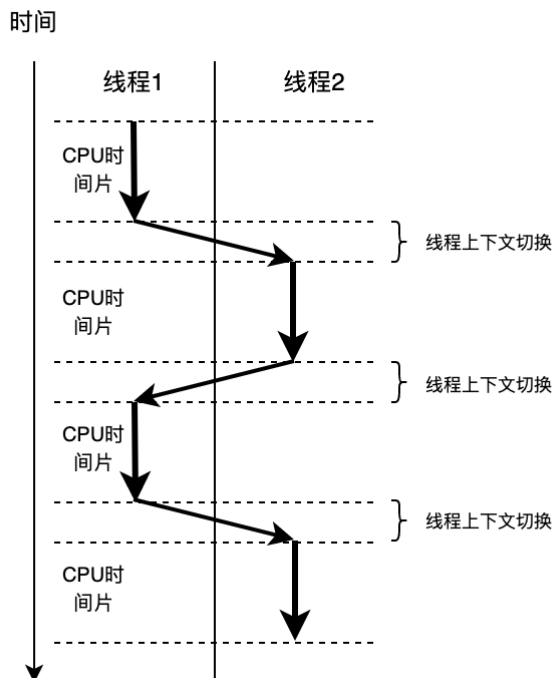 时间
线程1
线程2
CPU时
间片
线程上下文切换
CPU时
间片
线程上下文切换
CPU时
间片
线程上下文切换
CPU时
间片